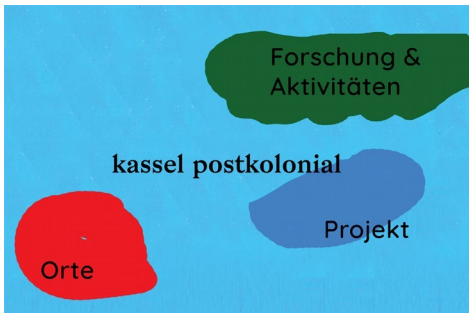 Forschung &
Aktivitäten
kassel postkolonial
Projekt
Orte